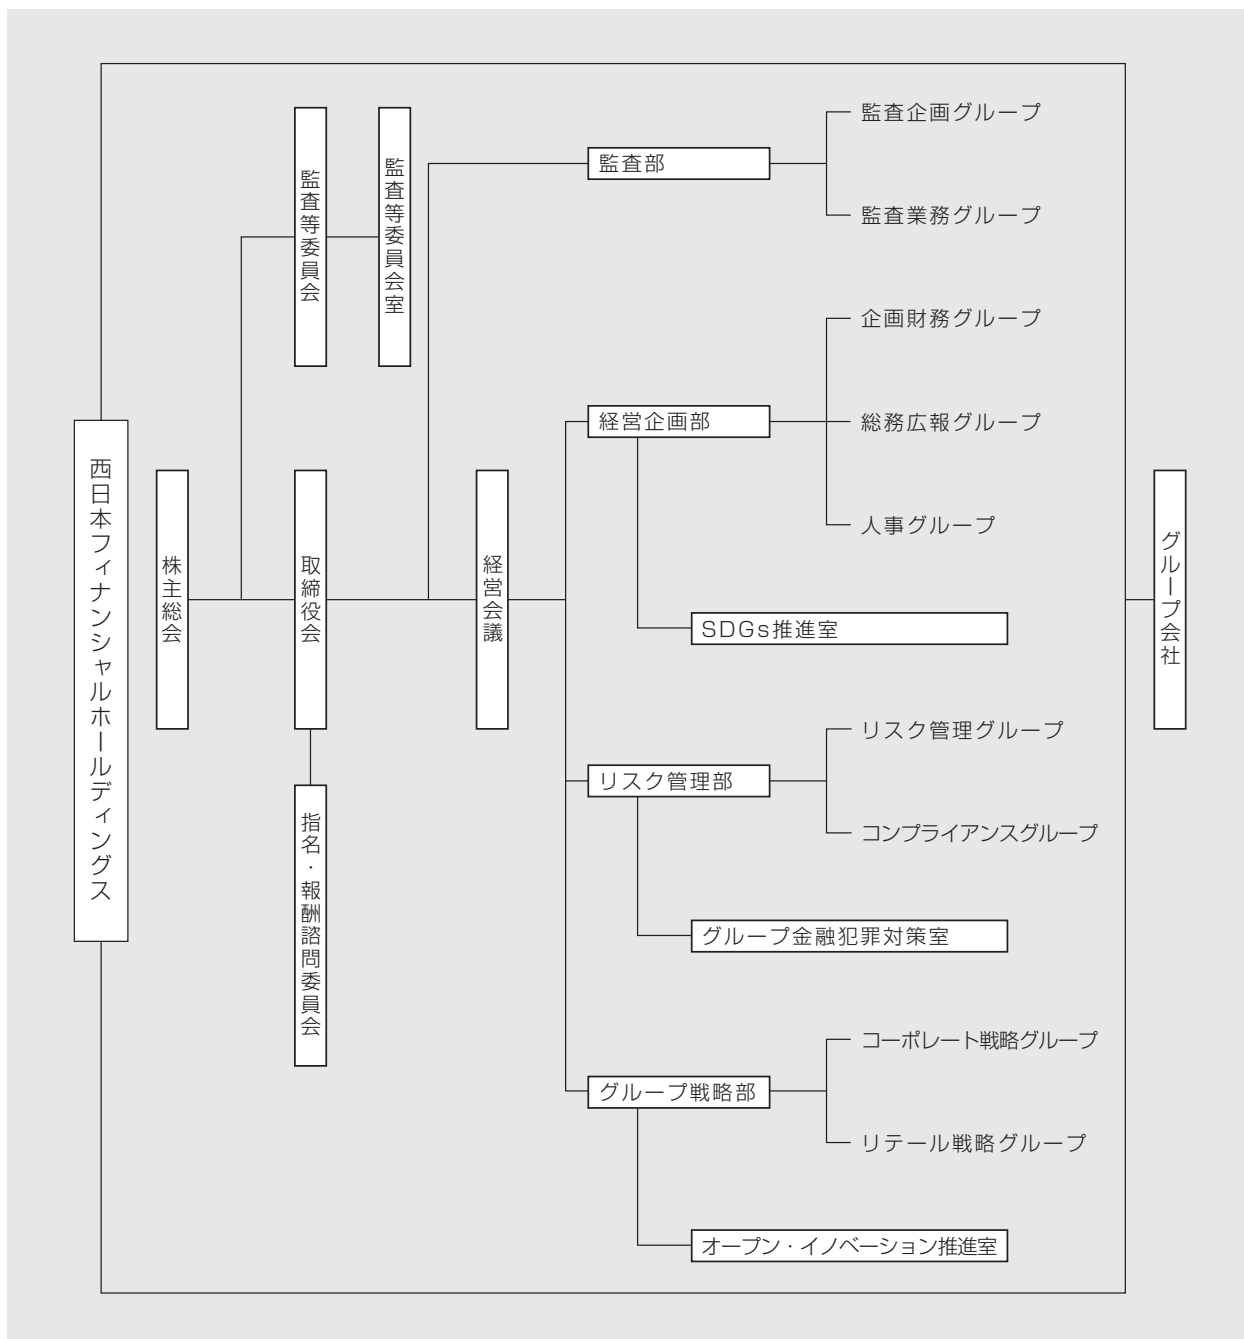 西日本フィナンシャルホールディングス
株主総会
監査等委員会
監査等委員会室
取締役会
指名・報酬諮問委員会
経営会議
監査部
監査企画グループ
監査業務グループ
経営企画部
企画財務グループ
総務広報グループ
人事グループ
SDGs推進室
リスク管理部
リスク管理グループ
コンプライアンスグループ
グループ金融犯罪対策室
グループ戦略部
コーポレート戦略グループ
リテール戦略グループ
オープン・イノベーション推進室
グループ会社